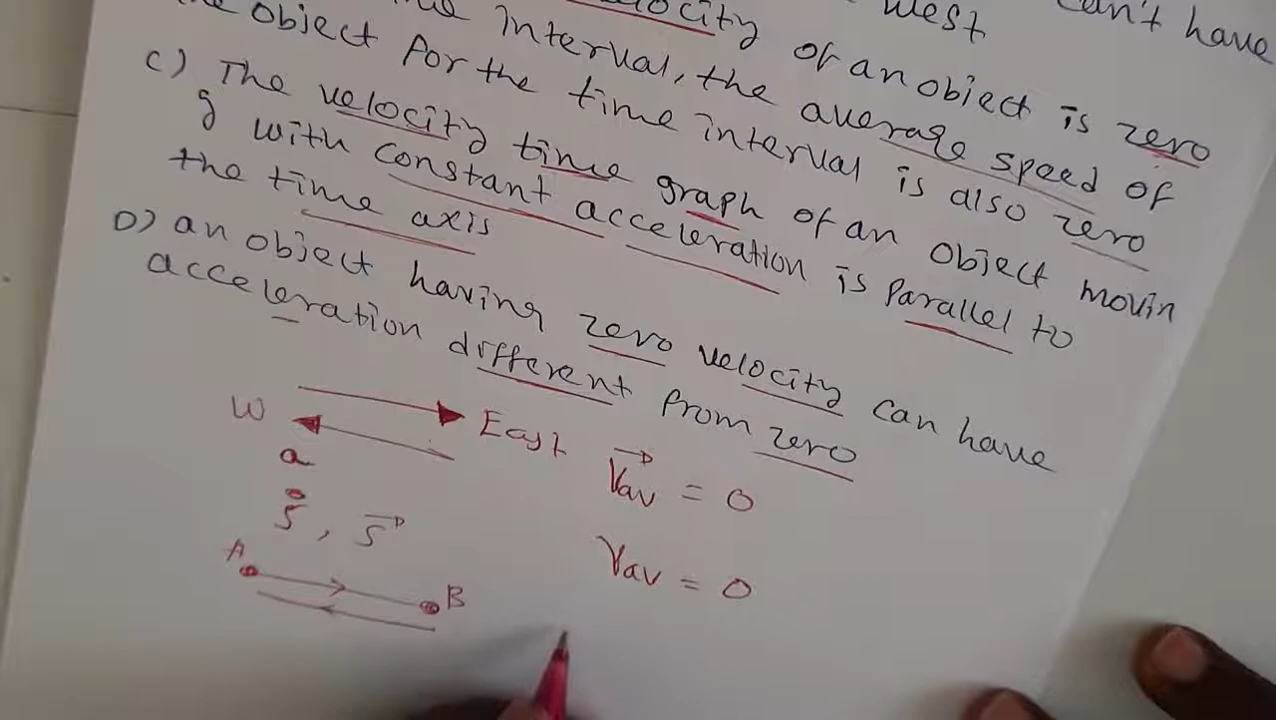 can't have
west
locity of an object is zero
me interval, the average speed of
object for the time interval is also zero
c) The velocity time graph of an object movin
g with constant acceleration is parallel to
the time axis
D) an object having zero velocity can have
acceleration different from zero
W East
a
S , S
Vav = 0
Vav = 0
A B